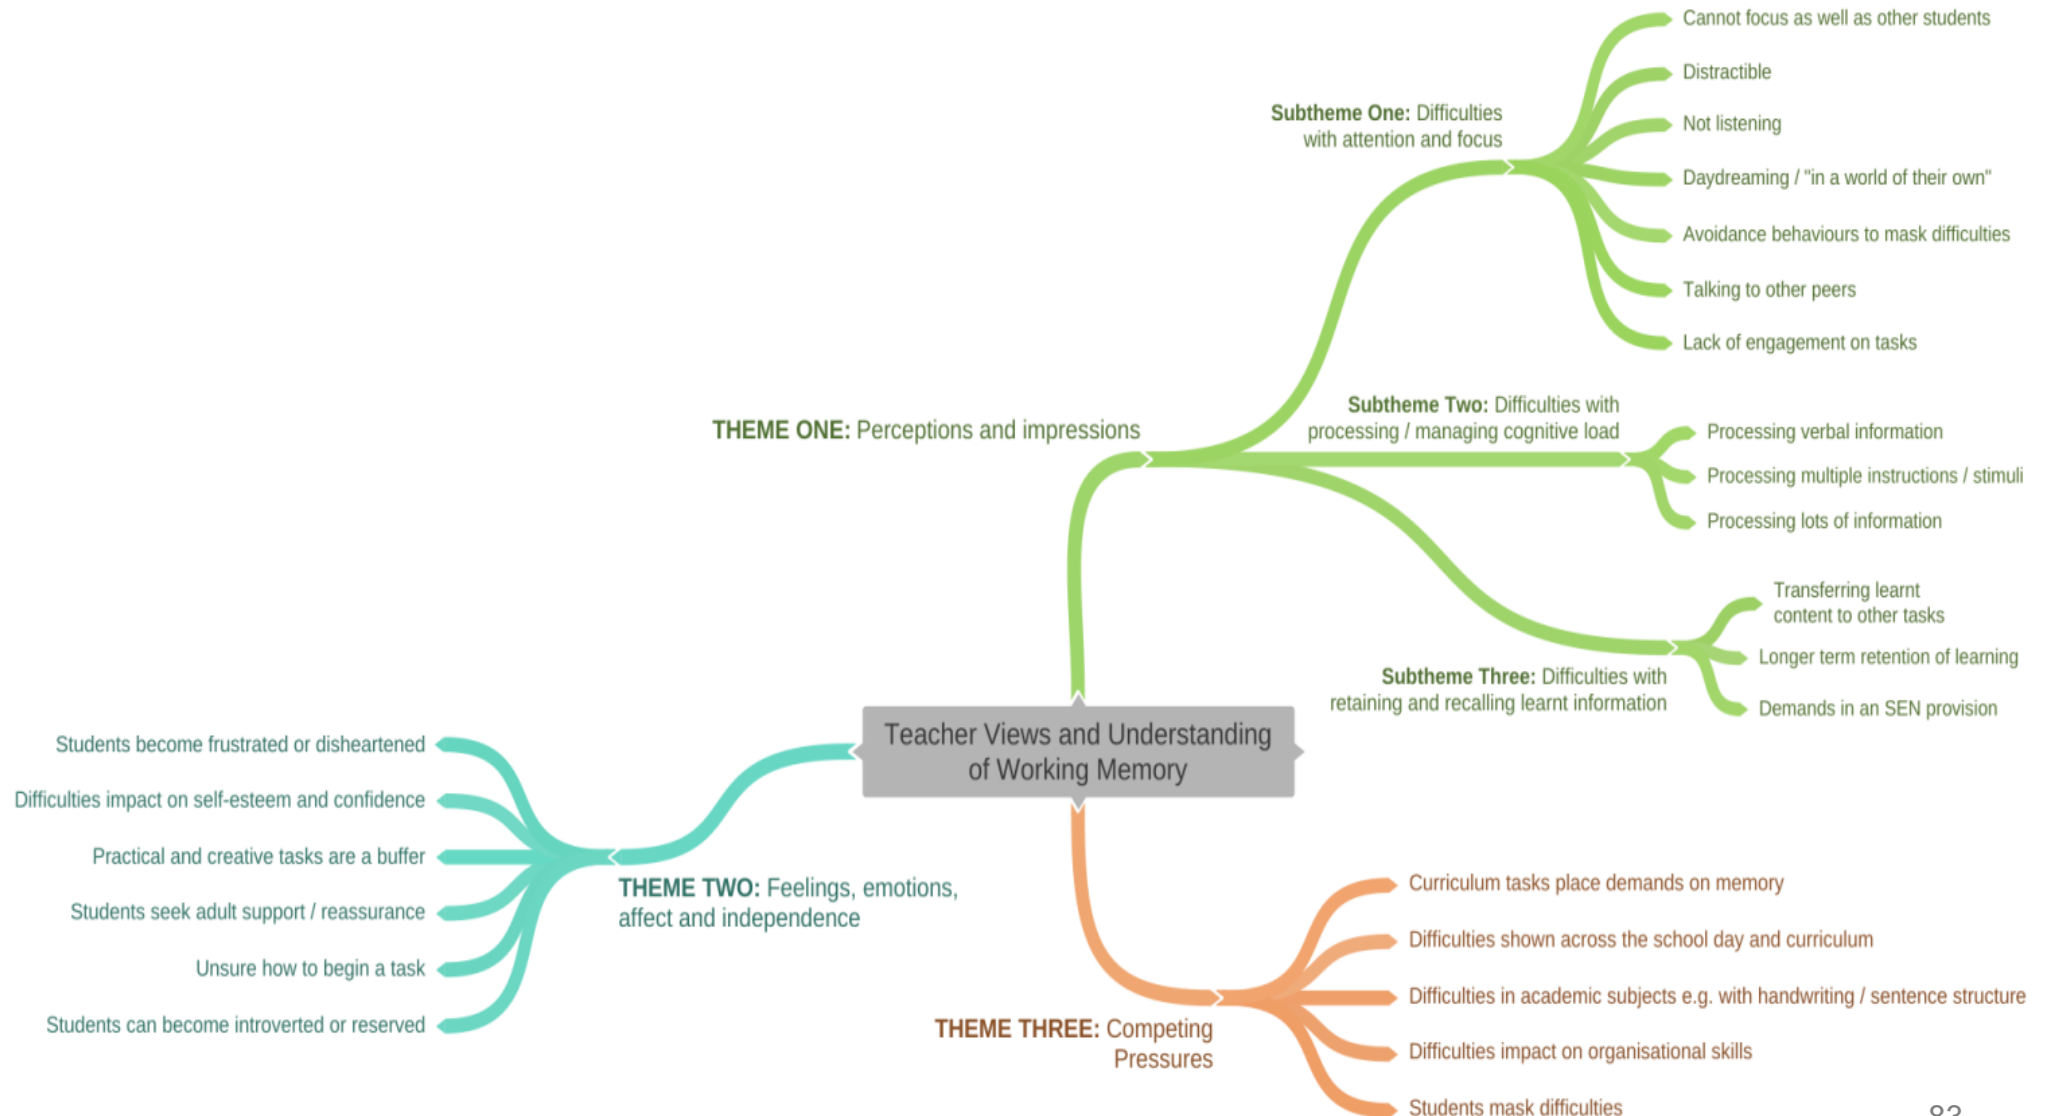 Cannot focus as well as other students
Distractible
Subtheme One: Difficulties
with attention and focus
Not listening
Daydreaming / "in a world of their own"
Avoidance behaviours to mask difficulties
Talking to other peers
Lack of engagement on tasks
THEME ONE: Perceptions and impressions
Subtheme Two: Difficulties with
processing / managing cognitive load
Processing verbal information
Processing multiple instructions / stimuli
Processing lots of information
Transferring learnt
content to other tasks
Longer term retention of learning
Demands in an SEN provision
Subtheme Three: Difficulties with
retaining and recalling learnt information
Teacher Views and Understanding
of Working Memory
Students become frustrated or disheartened
Difficulties impact on self-esteem and confidence
Practical and creative tasks are a buffer
Students seek adult support / reassurance
Unsure how to begin a task
Students can become introverted or reserved
THEME TWO: Feelings, emotions,
affect and independence
THEME THREE: Competing
Pressures
Curriculum tasks place demands on memory
Difficulties shown across the school day and curriculum
Difficulties in academic subjects e.g. with handwriting / sentence structure
Difficulties impact on organisational skills
Students mask difficulties